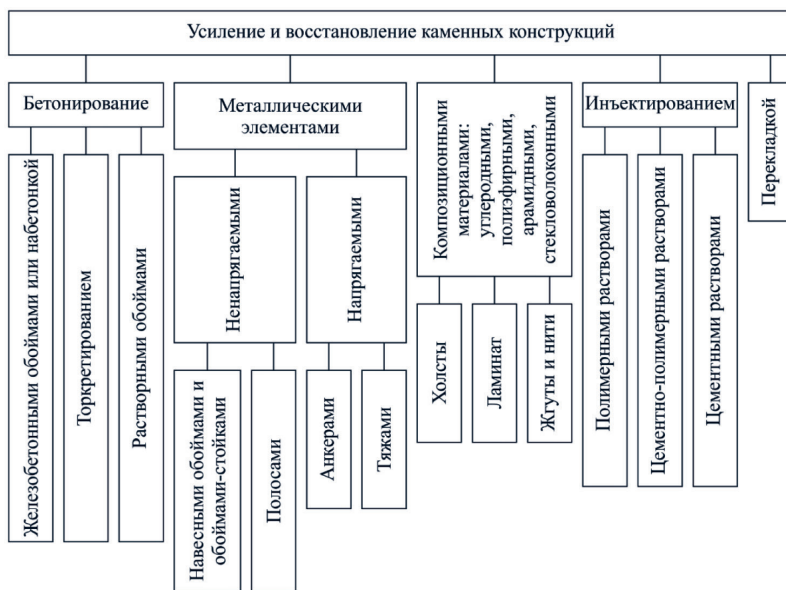 Усиление и восстановление каменных конструкций
Бетонирование
Железобетонными обоймами или набетонкой
Торкретированием
Растворными обоймами
Металлическими
элементами
Ненапрягаемыми
Навесными обоймами и
обоймами-стойками
Полосами
Напрягаемыми
Анкерами
Тяжами
Композиционными
материалами:
углеродными,
полиэфирными,
арамидными,
стекловолоконными
Холсты
Ламинат
Жгуты и нити
Инъектированием
Полимерными растворами
Цементно-полимерными растворами
Цементными растворами
Перекладкой